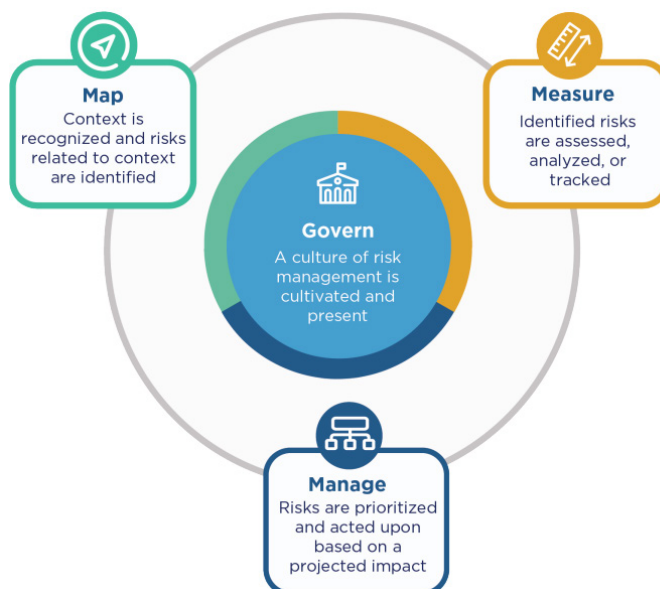 Map
Context is
recognized and risks
related to context
are identified
Measure
Identified risks
are assessed,
analyzed, or
tracked
Govern
A culture of risk
management is
cultivated and
present
Manage
Risks are prioritized
and acted upon
based on a
projected impact